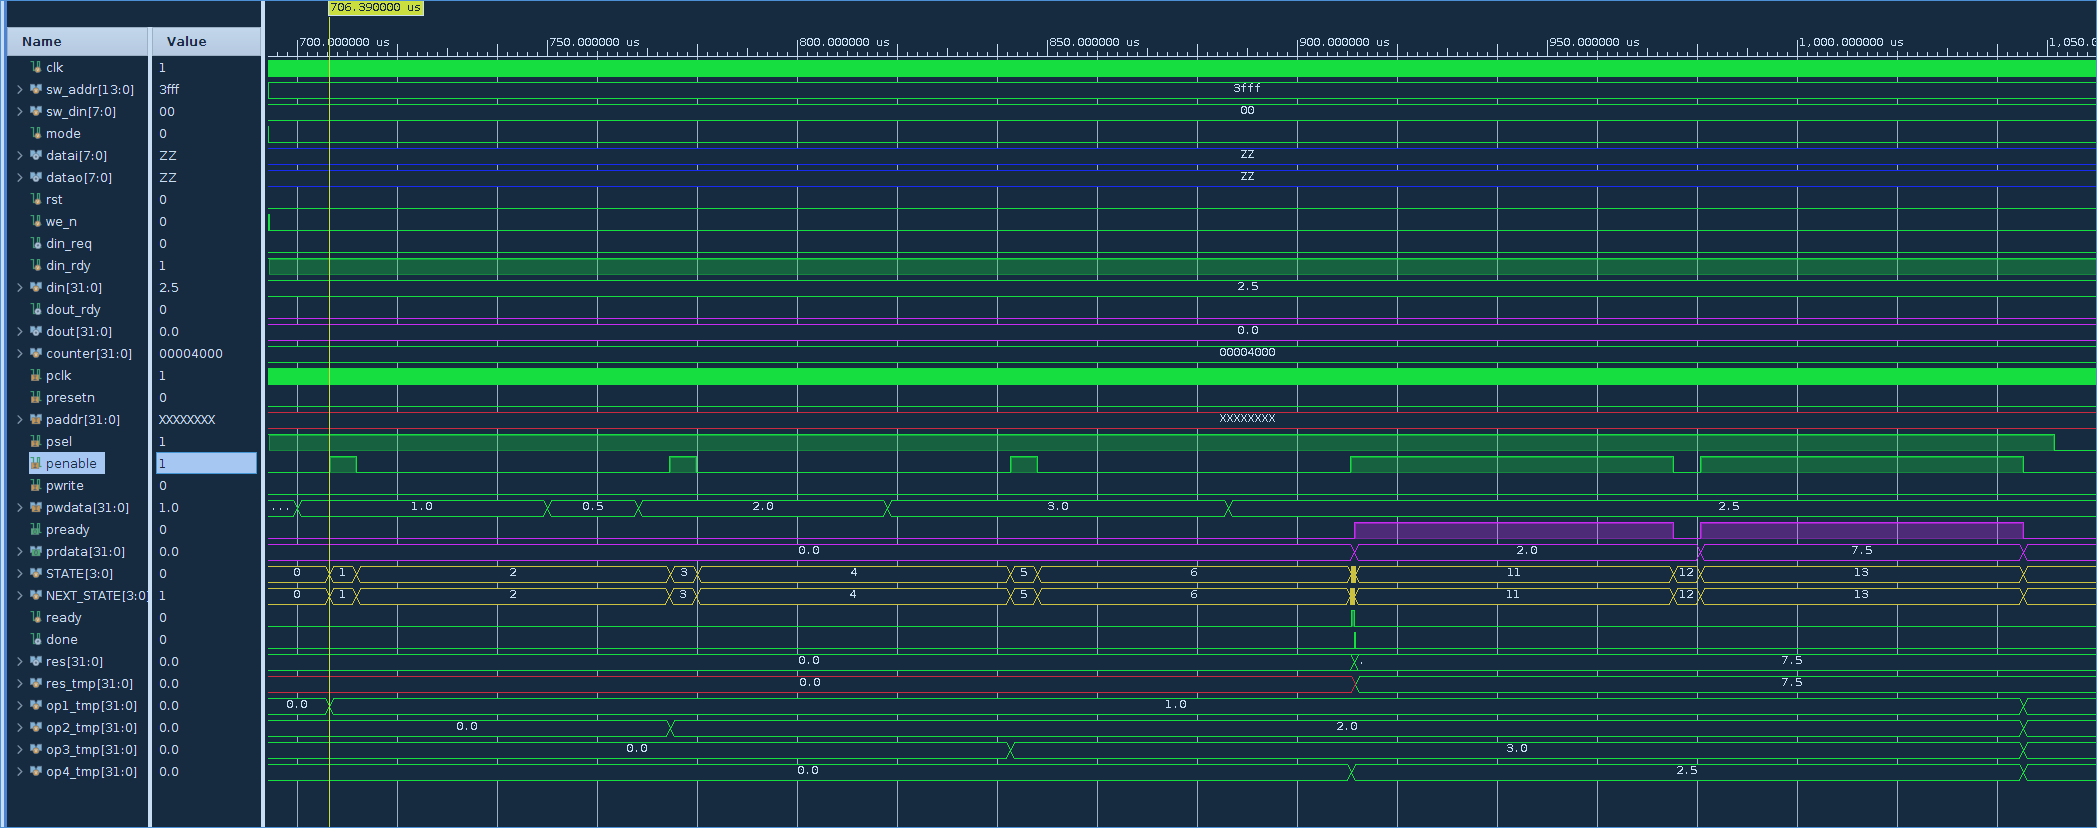 706.390000 us
Name Value
700.000000 us 750.000000 us 800.000000 us 850.000000 us 900.000000 us 950.000000 us 1,000.000000 us 1,050.0
clk 1
sw_addr[13:0] 3fff 3fff
sw_din[7:0] 00 00
mode 0
datai[7:0] ZZ ZZ
datao[7:0] ZZ ZZ
rst 0
we_n 0
din_req 0
din_rdy 1
din[31:0] 2.5 2.5
dout_rdy 0
dout[31:0] 0.0 0.0
counter[31:0] 00004000 00004000
pclk 1
presetn 0
paddr[31:0] XXXXXXXX XXXXXXXX
psel 1
penable 1
pwrite 0
pwdata[31:0] 1.0 ... 1.0 0.5 2.0 3.0 2.5
pready 0
prdata[31:0] 0.0 0.0 2.0 7.5
STATE[3:0] 0 0 1 2 3 4 5 6 11 12 13
NEXT_STATE[3:0] 1 0 1 2 3 4 5 6 11 12 13
ready 0
done 0
res[31:0] 0.0 0.0 . 7.5
res_tmp[31:0] 0.0 0.0 7.5
op1_tmp[31:0] 0.0 0.0 1.0
op2_tmp[31:0] 0.0 0.0 2.0
op3_tmp[31:0] 0.0 0.0 3.0
op4_tmp[31:0] 0.0 0.0 2.5